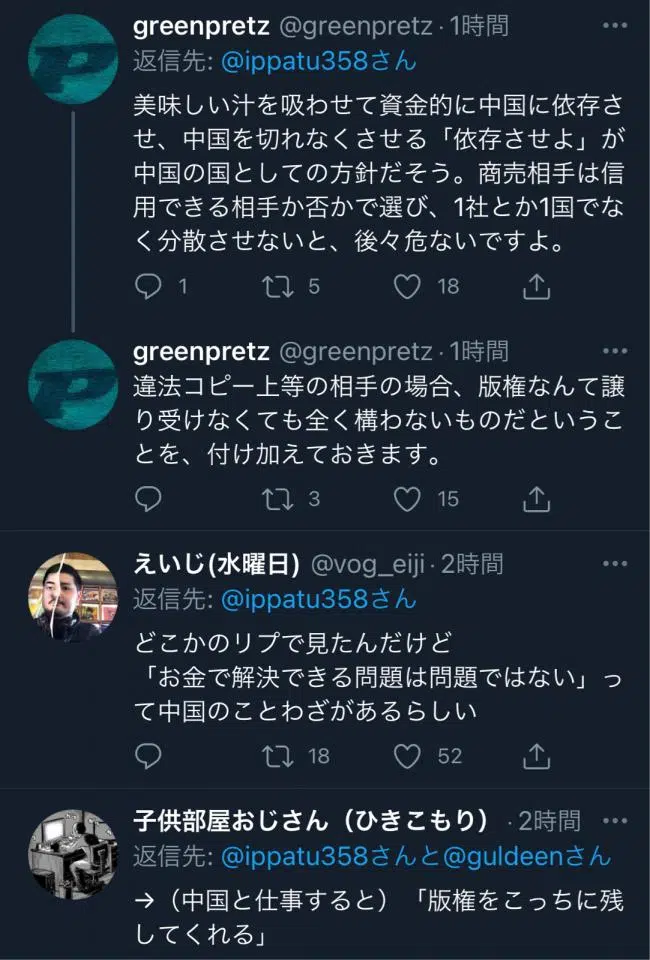 greenpretz @greenpretz · 1時間
返信先: @ippatu358さん
美味しい汁を吸わせて資金的に中国に依存さ
せ、中国を切れなくさせる「依存させよ」が
中国の国としての方針だそう。商売相手は信
用できる相手か否かで選び、1社とか1国でな
く分散させないと、後々危ないですよ。
1 5 18
greenpretz @greenpretz · 1時間
違法コピー上等の相手の場合、版権なんて譲
り受けなくても全く構わないものだというこ
とを、付け加えておきます。
3 15
えいじ(水曜日) @vog_eiji · 2時間
返信先: @ippatu358さん
どこかのリプで見たんだけど
「お金で解決できる問題は問題ではない」っ
て中国のことわざがあるらしい
18 52
子供部屋おじさん（ひきこもり） · 2時間
返信先: @ippatu358さんと@guldeenさん
→（中国と仕事すると）「版権をこっちに残
してくれる」